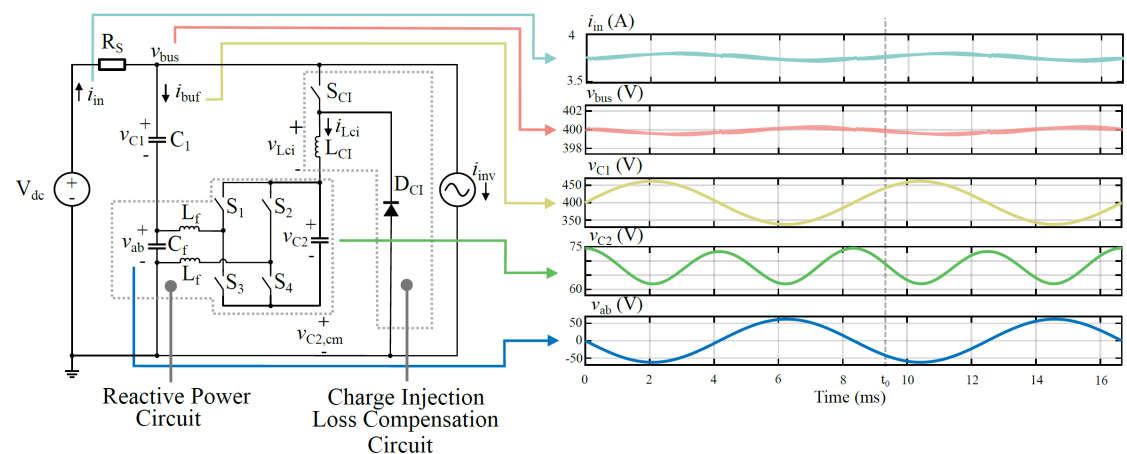 R_S
v_bus
i_in
i_buf
S_CI
+
v_C1
-
C_1
+
v_Lci
-
i_Lci
L_CI
V_dc
+
-
D_CI
i_inv
L_f
S_1
S_2
+
v_ab
-
C_f
L_f
+
v_C2
-
S_3
S_4
+
v_C2,cm
-
Reactive Power
Circuit
Charge Injection
Loss Compensation
Circuit
i_in (A)
4
3.5
v_bus (V)
402
400
398
v_C1 (V)
450
400
350
v_C2 (V)
75
60
v_ab (V)
50
0
-50
0 2 4 6 8 t_0 10 12 14 16
Time (ms)